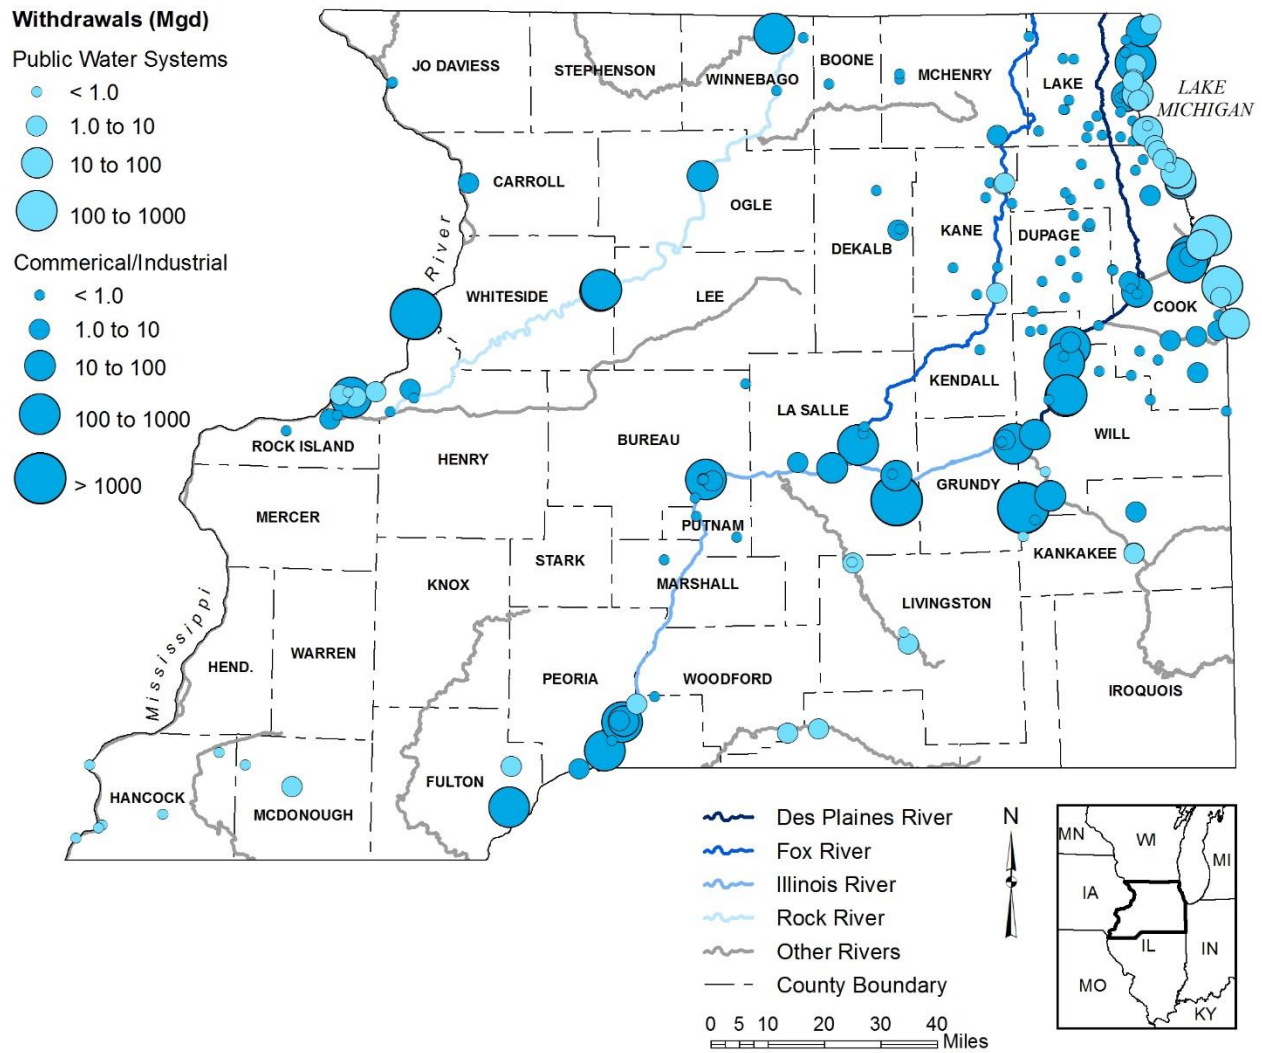 Withdrawals (Mgd)
Public Water Systems
< 1.0
1.0 to 10
10 to 100
100 to 1000
Commerical/Industrial
< 1.0
1.0 to 10
10 to 100
100 to 1000
> 1000
JO DAVIESS
STEPHENSON
WINNEBAGO
BOONE
MCHENRY
LAKE
LAKE
MICHIGAN
CARROLL
OGLE
DEKALB
KANE
DUPAGE
COOK
River
WHITESIDE
LEE
KENDALL
LA SALLE
WILL
ROCK ISLAND
HENRY
BUREAU
GRUNDY
MERCER
PUTNAM
KANKAKEE
STARK
MARSHALL
KNOX
LIVINGSTON
Mississippi
HEND.
WARREN
PEORIA
WOODFORD
IROQUOIS
HANCOCK
MCDONOUGH
FULTON
Des Plaines River
Fox River
Illinois River
Rock River
Other Rivers
County Boundary
0 5 10 20 30 40
Miles
N
MN
WI
MI
IA
IL
IN
MO
KY